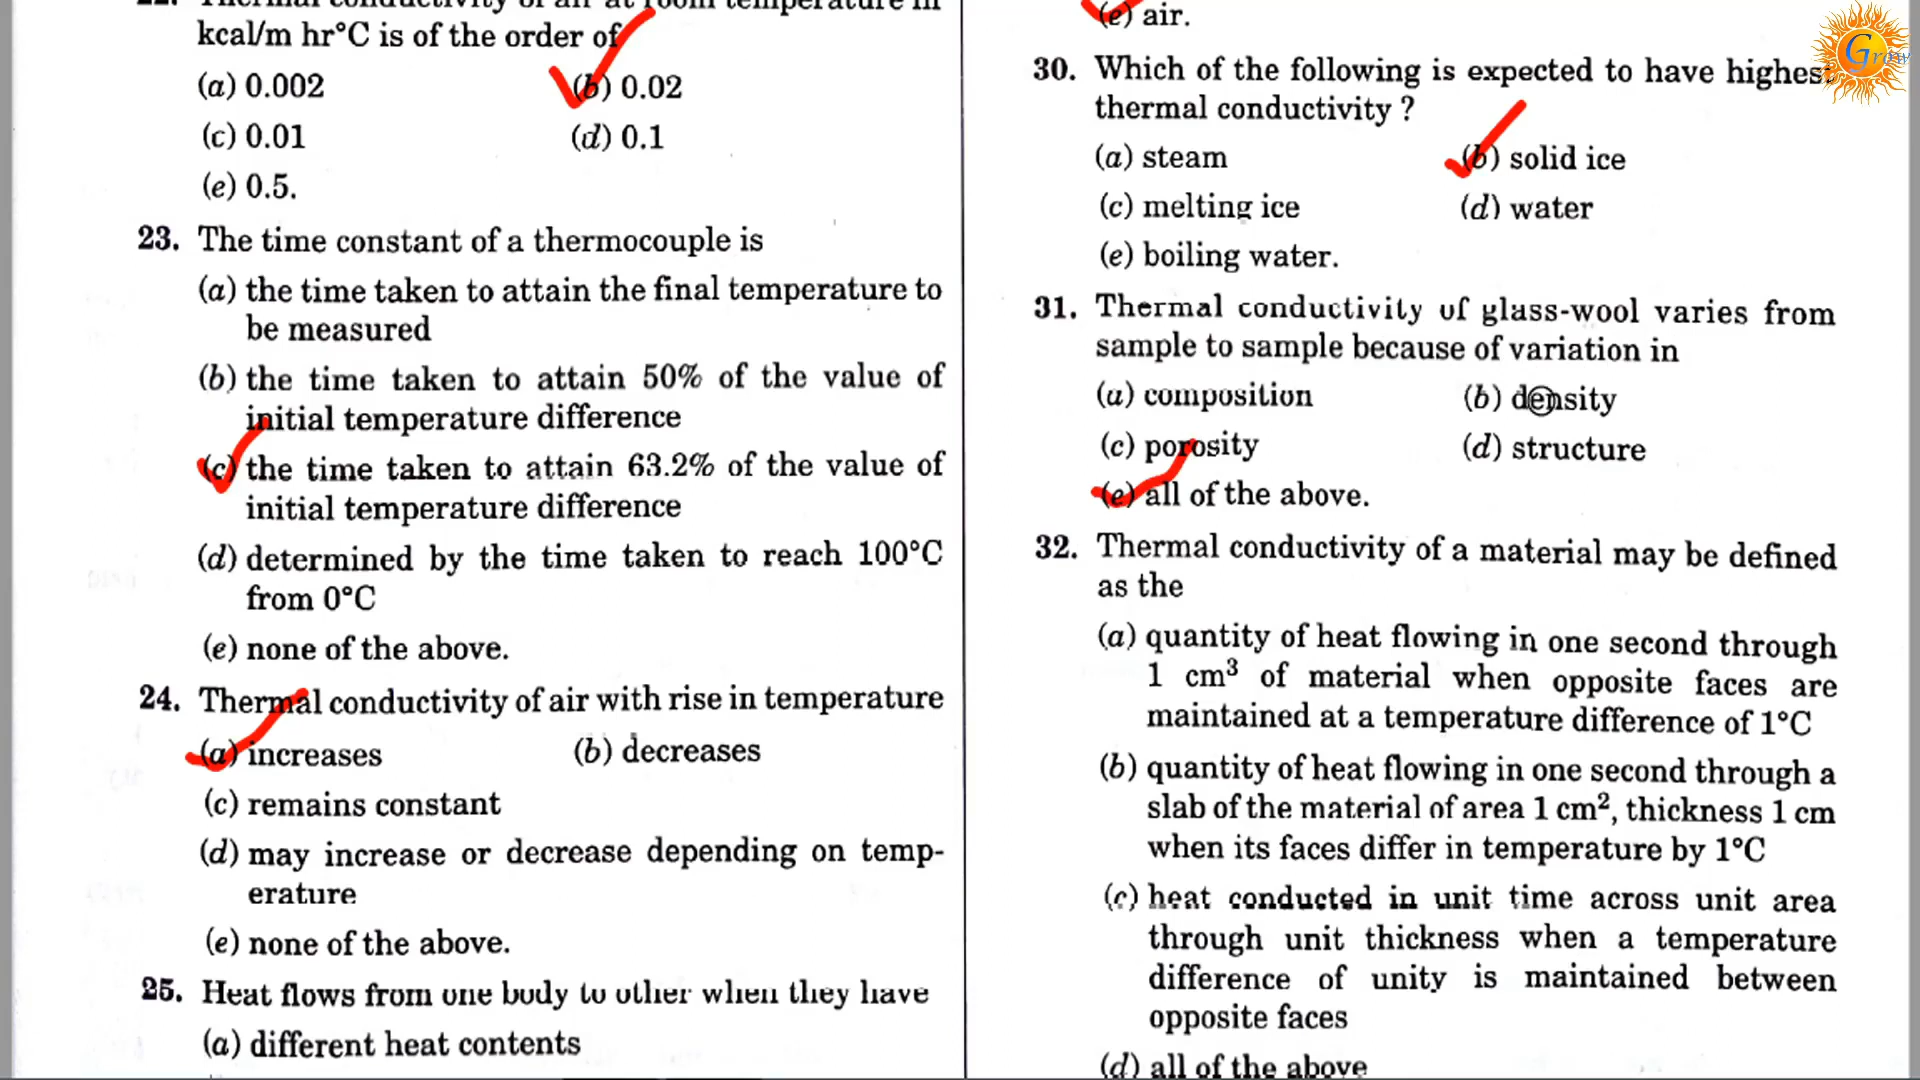 22. Thermal conductivity of air at room temperature in
kcal/m hr°C is of the order of
(a) 0.002 (b) 0.02
(c) 0.01 (d) 0.1
(e) 0.5.
23. The time constant of a thermocouple is
(a) the time taken to attain the final temperature to
be measured
(b) the time taken to attain 50% of the value of
initial temperature difference
(c) the time taken to attain 63.2% of the value of
initial temperature difference
(d) determined by the time taken to reach 100°C
from 0°C
(e) none of the above.
24. Thermal conductivity of air with rise in temperature
(a) increases (b) decreases
(c) remains constant
(d) may increase or decrease depending on temp-
erature
(e) none of the above.
25. Heat flows from one body to other when they have
(a) different heat contents
(e) air.
30. Which of the following is expected to have highest
thermal conductivity ?
(a) steam (b) solid ice
(c) melting ice (d) water
(e) boiling water.
31. Thermal conductivity of glass-wool varies from
sample to sample because of variation in
(a) composition (b) density
(c) porosity (d) structure
(e) all of the above.
32. Thermal conductivity of a material may be defined
as the
(a) quantity of heat flowing in one second through
1 cm³ of material when opposite faces are
maintained at a temperature difference of 1°C
(b) quantity of heat flowing in one second through a
slab of the material of area 1 cm², thickness 1 cm
when its faces differ in temperature by 1°C
(c) heat conducted in unit time across unit area
through unit thickness when a temperature
difference of unity is maintained between
opposite faces
(d) all of the above
Grow